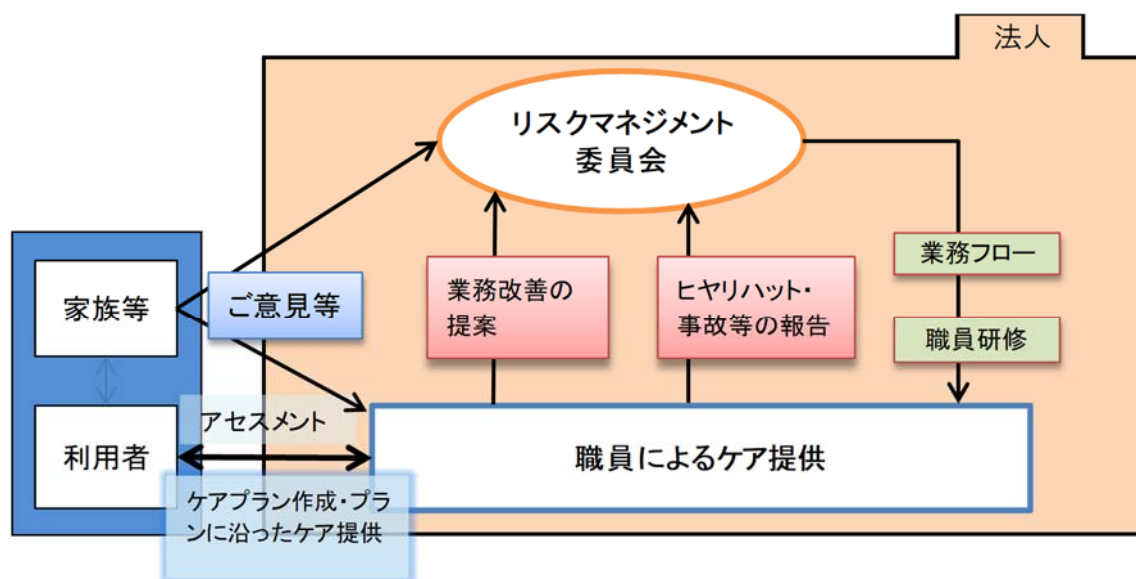 法人
リスクマネジメント
委員会
業務フロー
家族等
ご意見等
業務改善の
提案
ヒヤリハット・
事故等の報告
職員研修
アセスメント
利用者
職員によるケア提供
ケアプラン作成・プラ
ンに沿ったケア提供